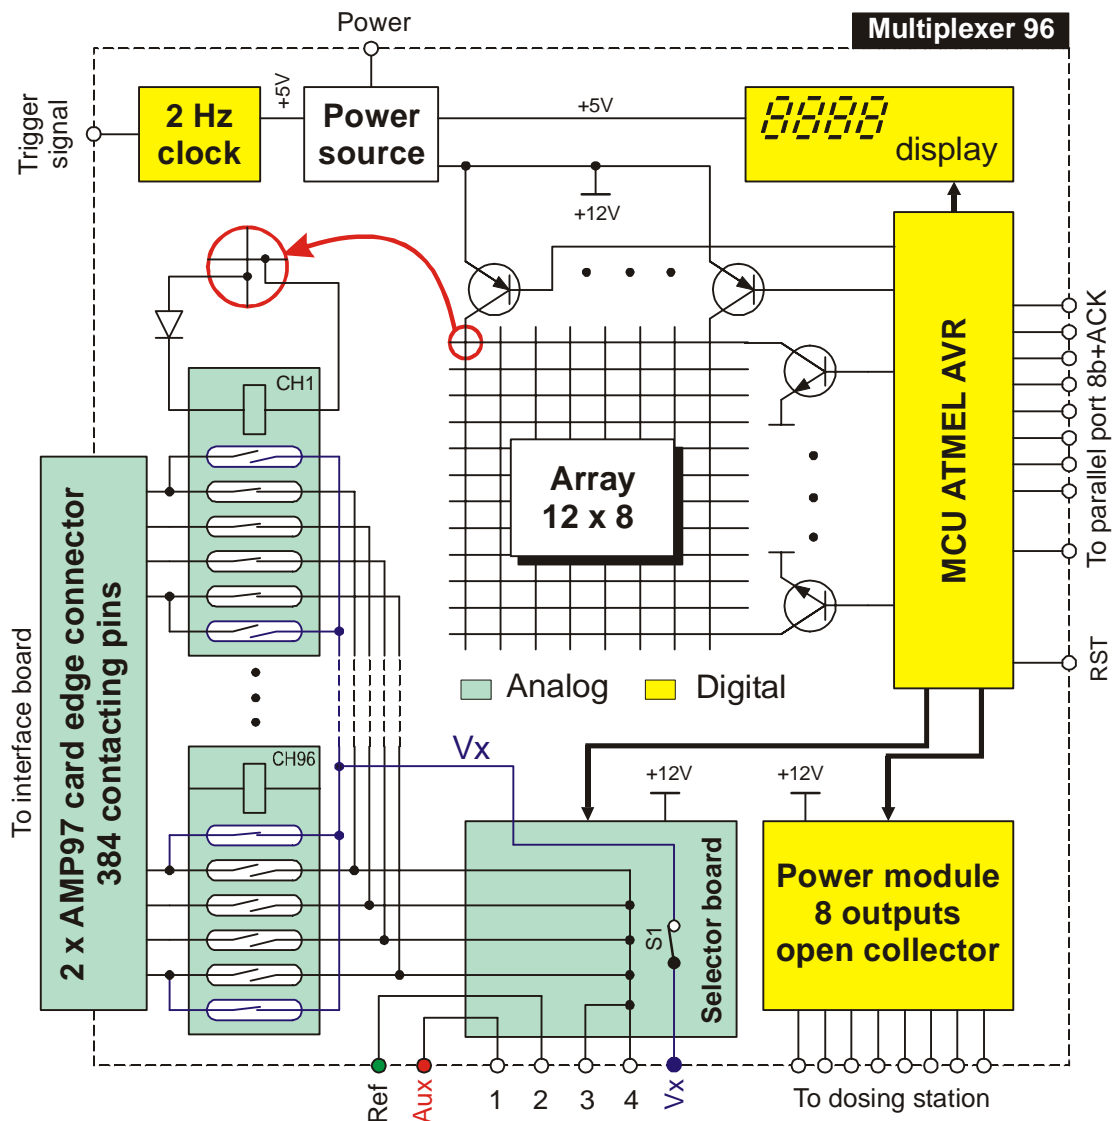 Power
Multiplexer 96
Trigger
signal
2 Hz
clock
+5V
Power
source
+5V
display
+12V
CH1
Array
12 x 8
MCU ATMEL AVR
To parallel port 8b+ACK
RST
Analog
Digital
To interface board
2 x AMP97 card edge connector
384 contacting pins
CH96
Vx
+12V
+12V
S1
Selector board
Power module
8 outputs
open collector
Ref
Aux
1
2
3
4
Vx
To dosing station